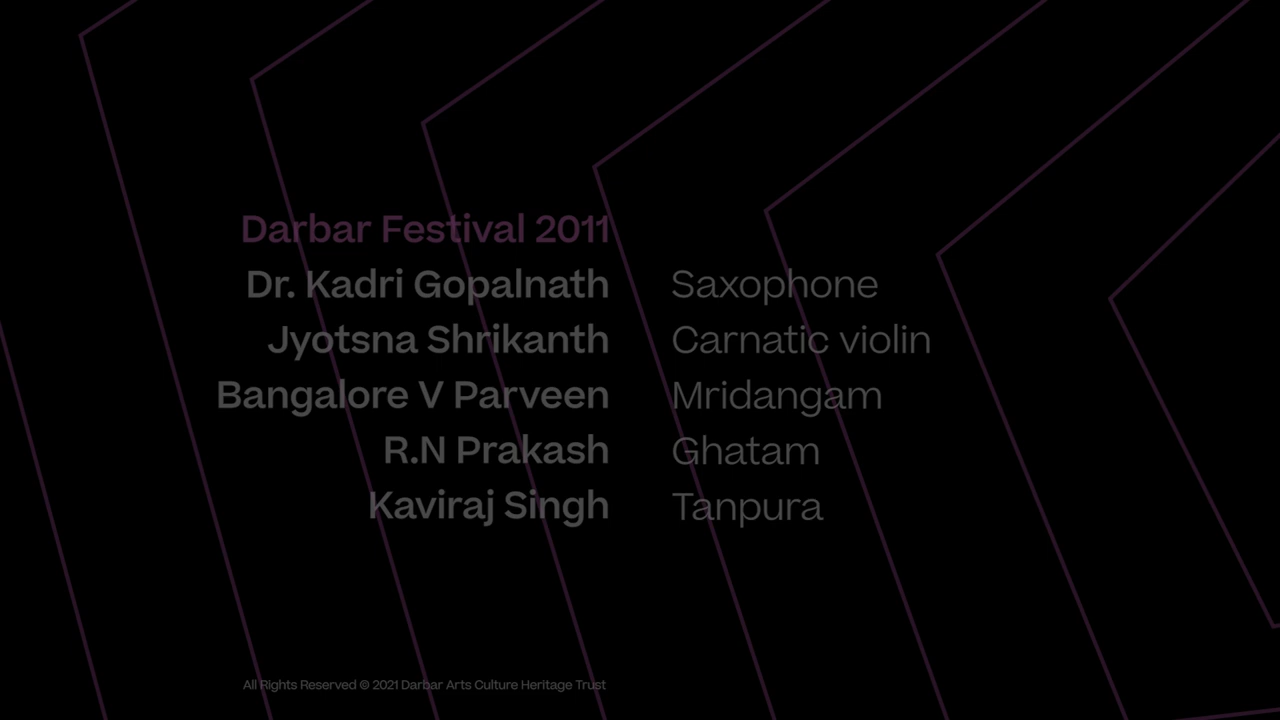 Darbar Festival 2011
Dr. Kadri Gopalnath Saxophone
Jyotsna Shrikanth Carnatic violin
Bangalore V Parveen Mridangam
R.N Prakash Ghatam
Kaviraj Singh Tanpura
All Rights Reserved © 2021 Darbar Arts Culture Heritage Trust